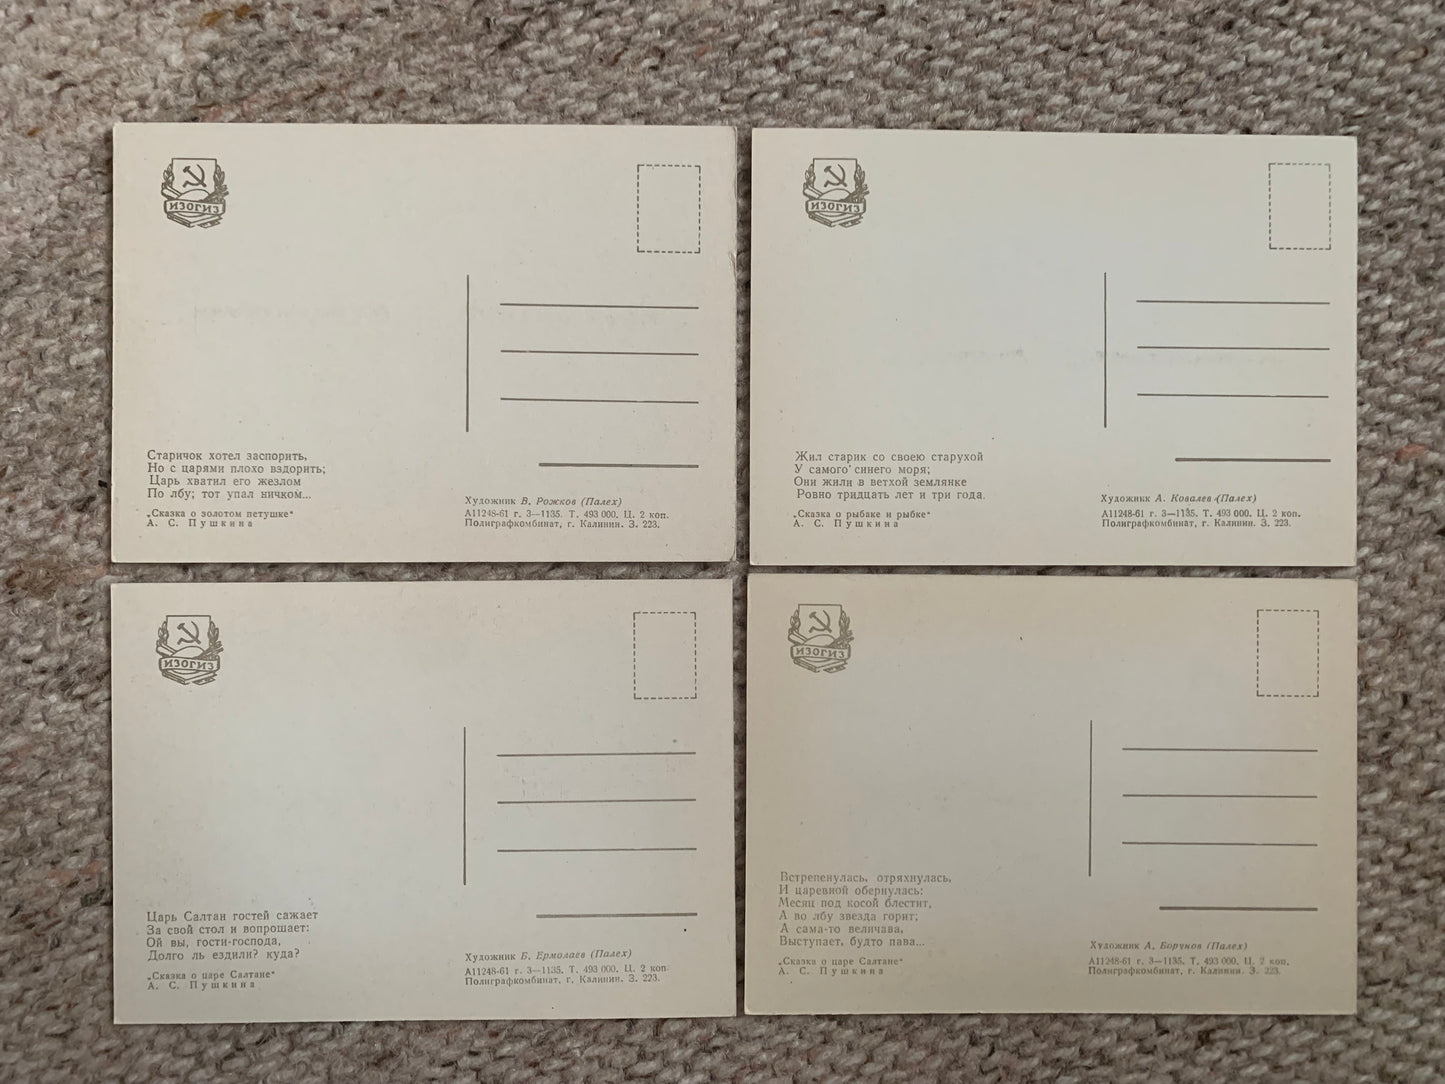 ИЗОГИЗ
Старичок хотел заспорить,
Но с царями плохо вздорить;
Царь хватил его жезлом
По лбу; тот упал ничком...
„Сказка о золотом петушке“
А. С. Пушкина
Художник В. Рожков (Палех)
А11248-61 г. 3—1135. Т. 493 000. Ц. 2 коп.
Полиграфкомбинат, г. Калинин. З. 223.
ИЗОГИЗ
Жил старик со своею старухой
У самого синего моря;
Они жили в ветхой землянке
Ровно тридцать лет и три года.
„Сказка о рыбаке и рыбке“
А. С. Пушкина
Художник А. Ковалев (Палех)
А11248-61 г. 3—1135. Т. 493 000. Ц. 2 коп.
Полиграфкомбинат, г. Калинин. З. 223.
ИЗОГИЗ
Царь Салтан гостей сажает
За свой стол и вопрошает:
Ой вы, гости-господа,
Долго ль ездили? куда?
„Сказка о царе Салтане“
А. С. Пушкина
Художник Б. Ермолаев (Палех)
А11248-61 г. 3—1135. Т. 493 000. Ц. 2 коп.
Полиграфкомбинат, г. Калинин. З. 223.
ИЗОГИЗ
Встрепенулась, отряхнулась,
И царевной обернулась:
Месяц под косой блестит,
А во лбу звезда горит;
А сама-то величава,
Выступает, будто пава...
„Сказка о царе Салтане“
А. С. Пушкина
Художник А. Борунов (Палех)
А11248-61 г. 3—1135. Т. 493 000. Ц. 2 коп.
Полиграфкомбинат, г. Калинин. З. 223.